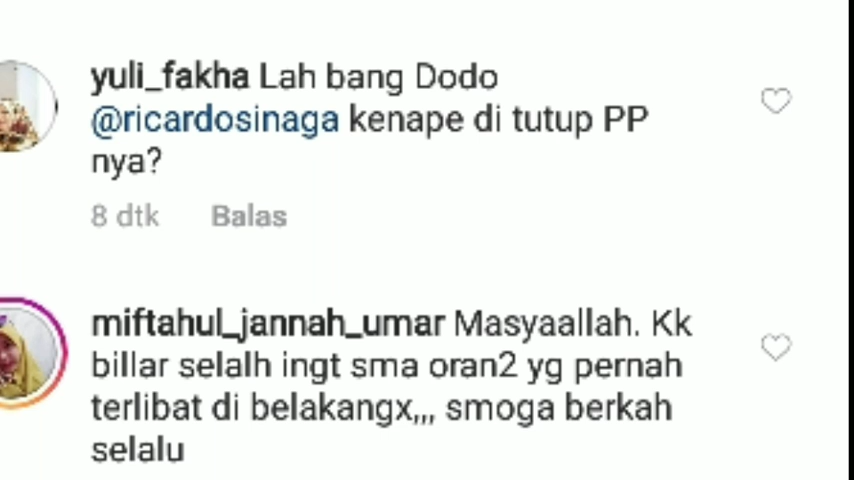 yuli_fakha Lah bang Dodo
@ricardosinaga kenape di tutup PP
nya?
8 dtk Balas
miftahul_jannah_umar Masyaallah. Kk
billar selalh ingt sma oran2 yg pernah
terlibat di belakangx,,, smoga berkah
selalu